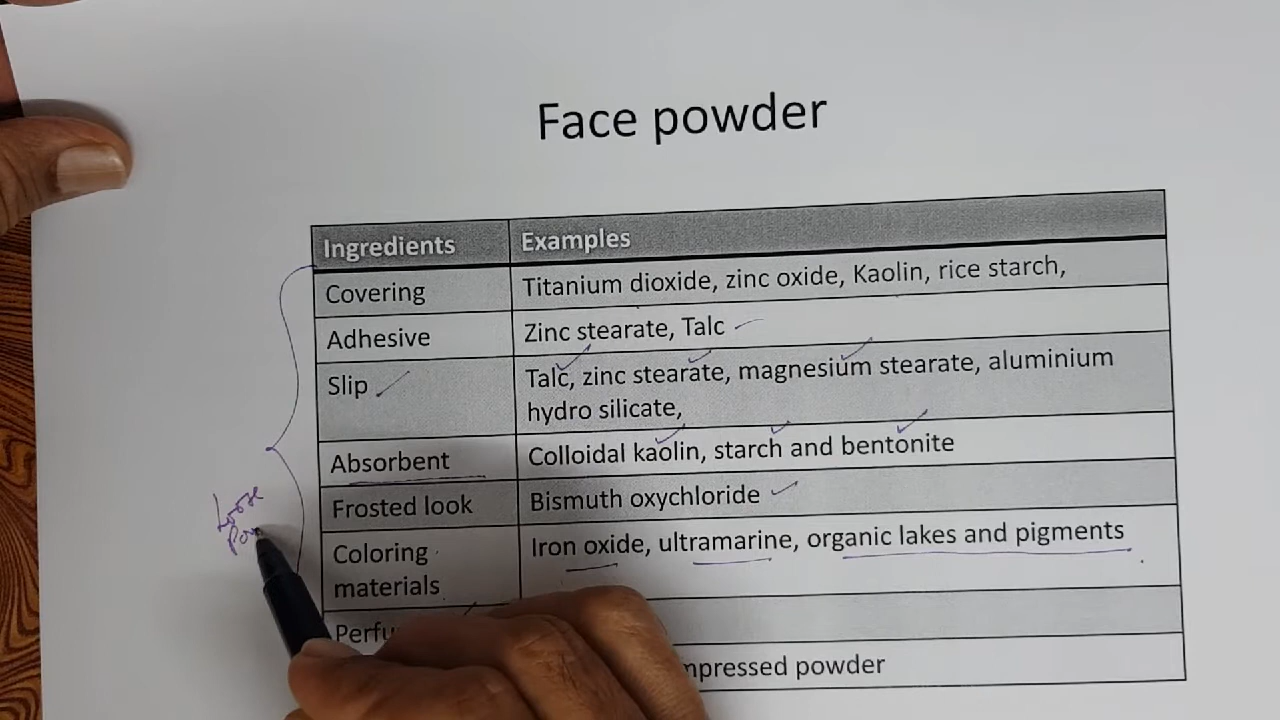 Face powder
Ingredients Examples
Covering Titanium dioxide, zinc oxide, Kaolin, rice starch,
Adhesive Zinc stearate, Talc
Slip Talc, zinc stearate, magnesium stearate, aluminium
hydro silicate,
Absorbent Colloidal kaolin, starch and bentonite
Frosted look Bismuth oxychloride
Coloring Iron oxide, ultramarine, organic lakes and pigments
materials
powder
Loose